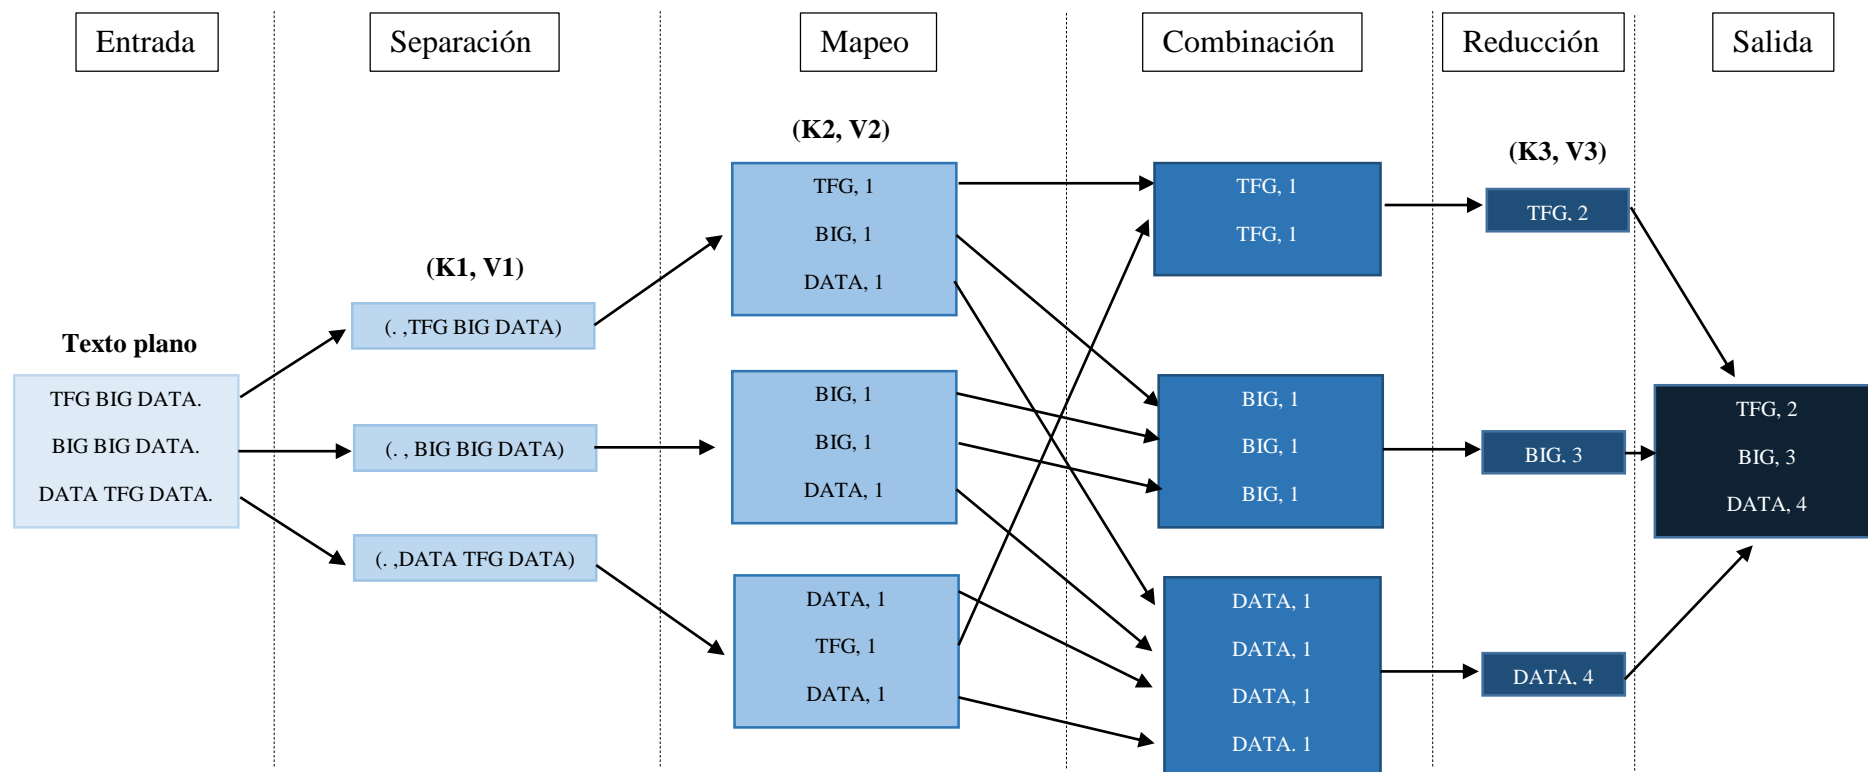 Entrada
Separación
Mapeo
Combinación
Reducción
Salida
Texto plano
TFG BIG DATA.
BIG BIG DATA.
DATA TFG DATA.
(K1, V1)
(. ,TFG BIG DATA)
(. , BIG BIG DATA)
(. ,DATA TFG DATA)
(K2, V2)
TFG, 1
BIG, 1
DATA, 1
BIG, 1
BIG, 1
DATA, 1
DATA, 1
TFG, 1
DATA, 1
TFG, 1
TFG, 1
BIG, 1
BIG, 1
BIG, 1
DATA, 1
DATA, 1
DATA, 1
DATA. 1
(K3, V3)
TFG, 2
BIG, 3
DATA, 4
TFG, 2
BIG, 3
DATA, 4